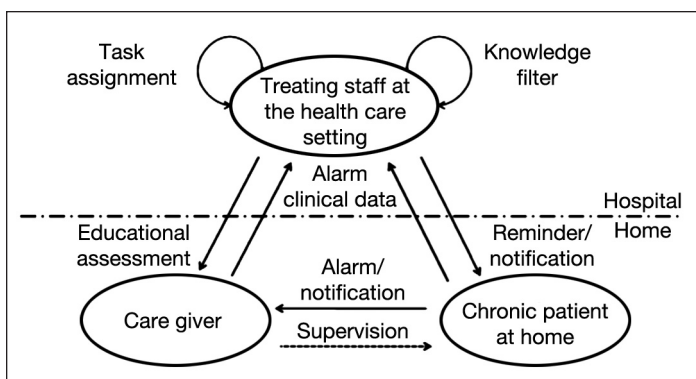 Task
assignment
Knowledge
filter
Treating staff at
the health care
setting
Alarm
clinical data
Hospital
Home
Educational
assessment
Reminder/
notification
Alarm/
notification
Care giver
Supervision
Chronic patient
at home